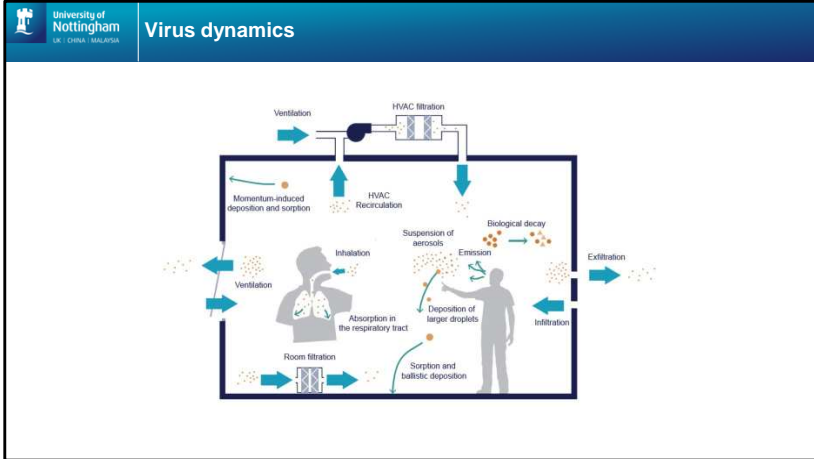 University of
Nottingham
UK | CHINA | MALAYSIA
Virus dynamics
HVAC filtration
Ventilation
Momentum-induced
deposition and sorption
HVAC
Recirculation
Biological decay
Suspension of
aerosols
Emission
Inhalation
Exfiltration
Ventilation
Absorption in
the respiratory tract
Deposition of
larger droplets
Infiltration
Room filtration
Sorption and
ballistic deposition